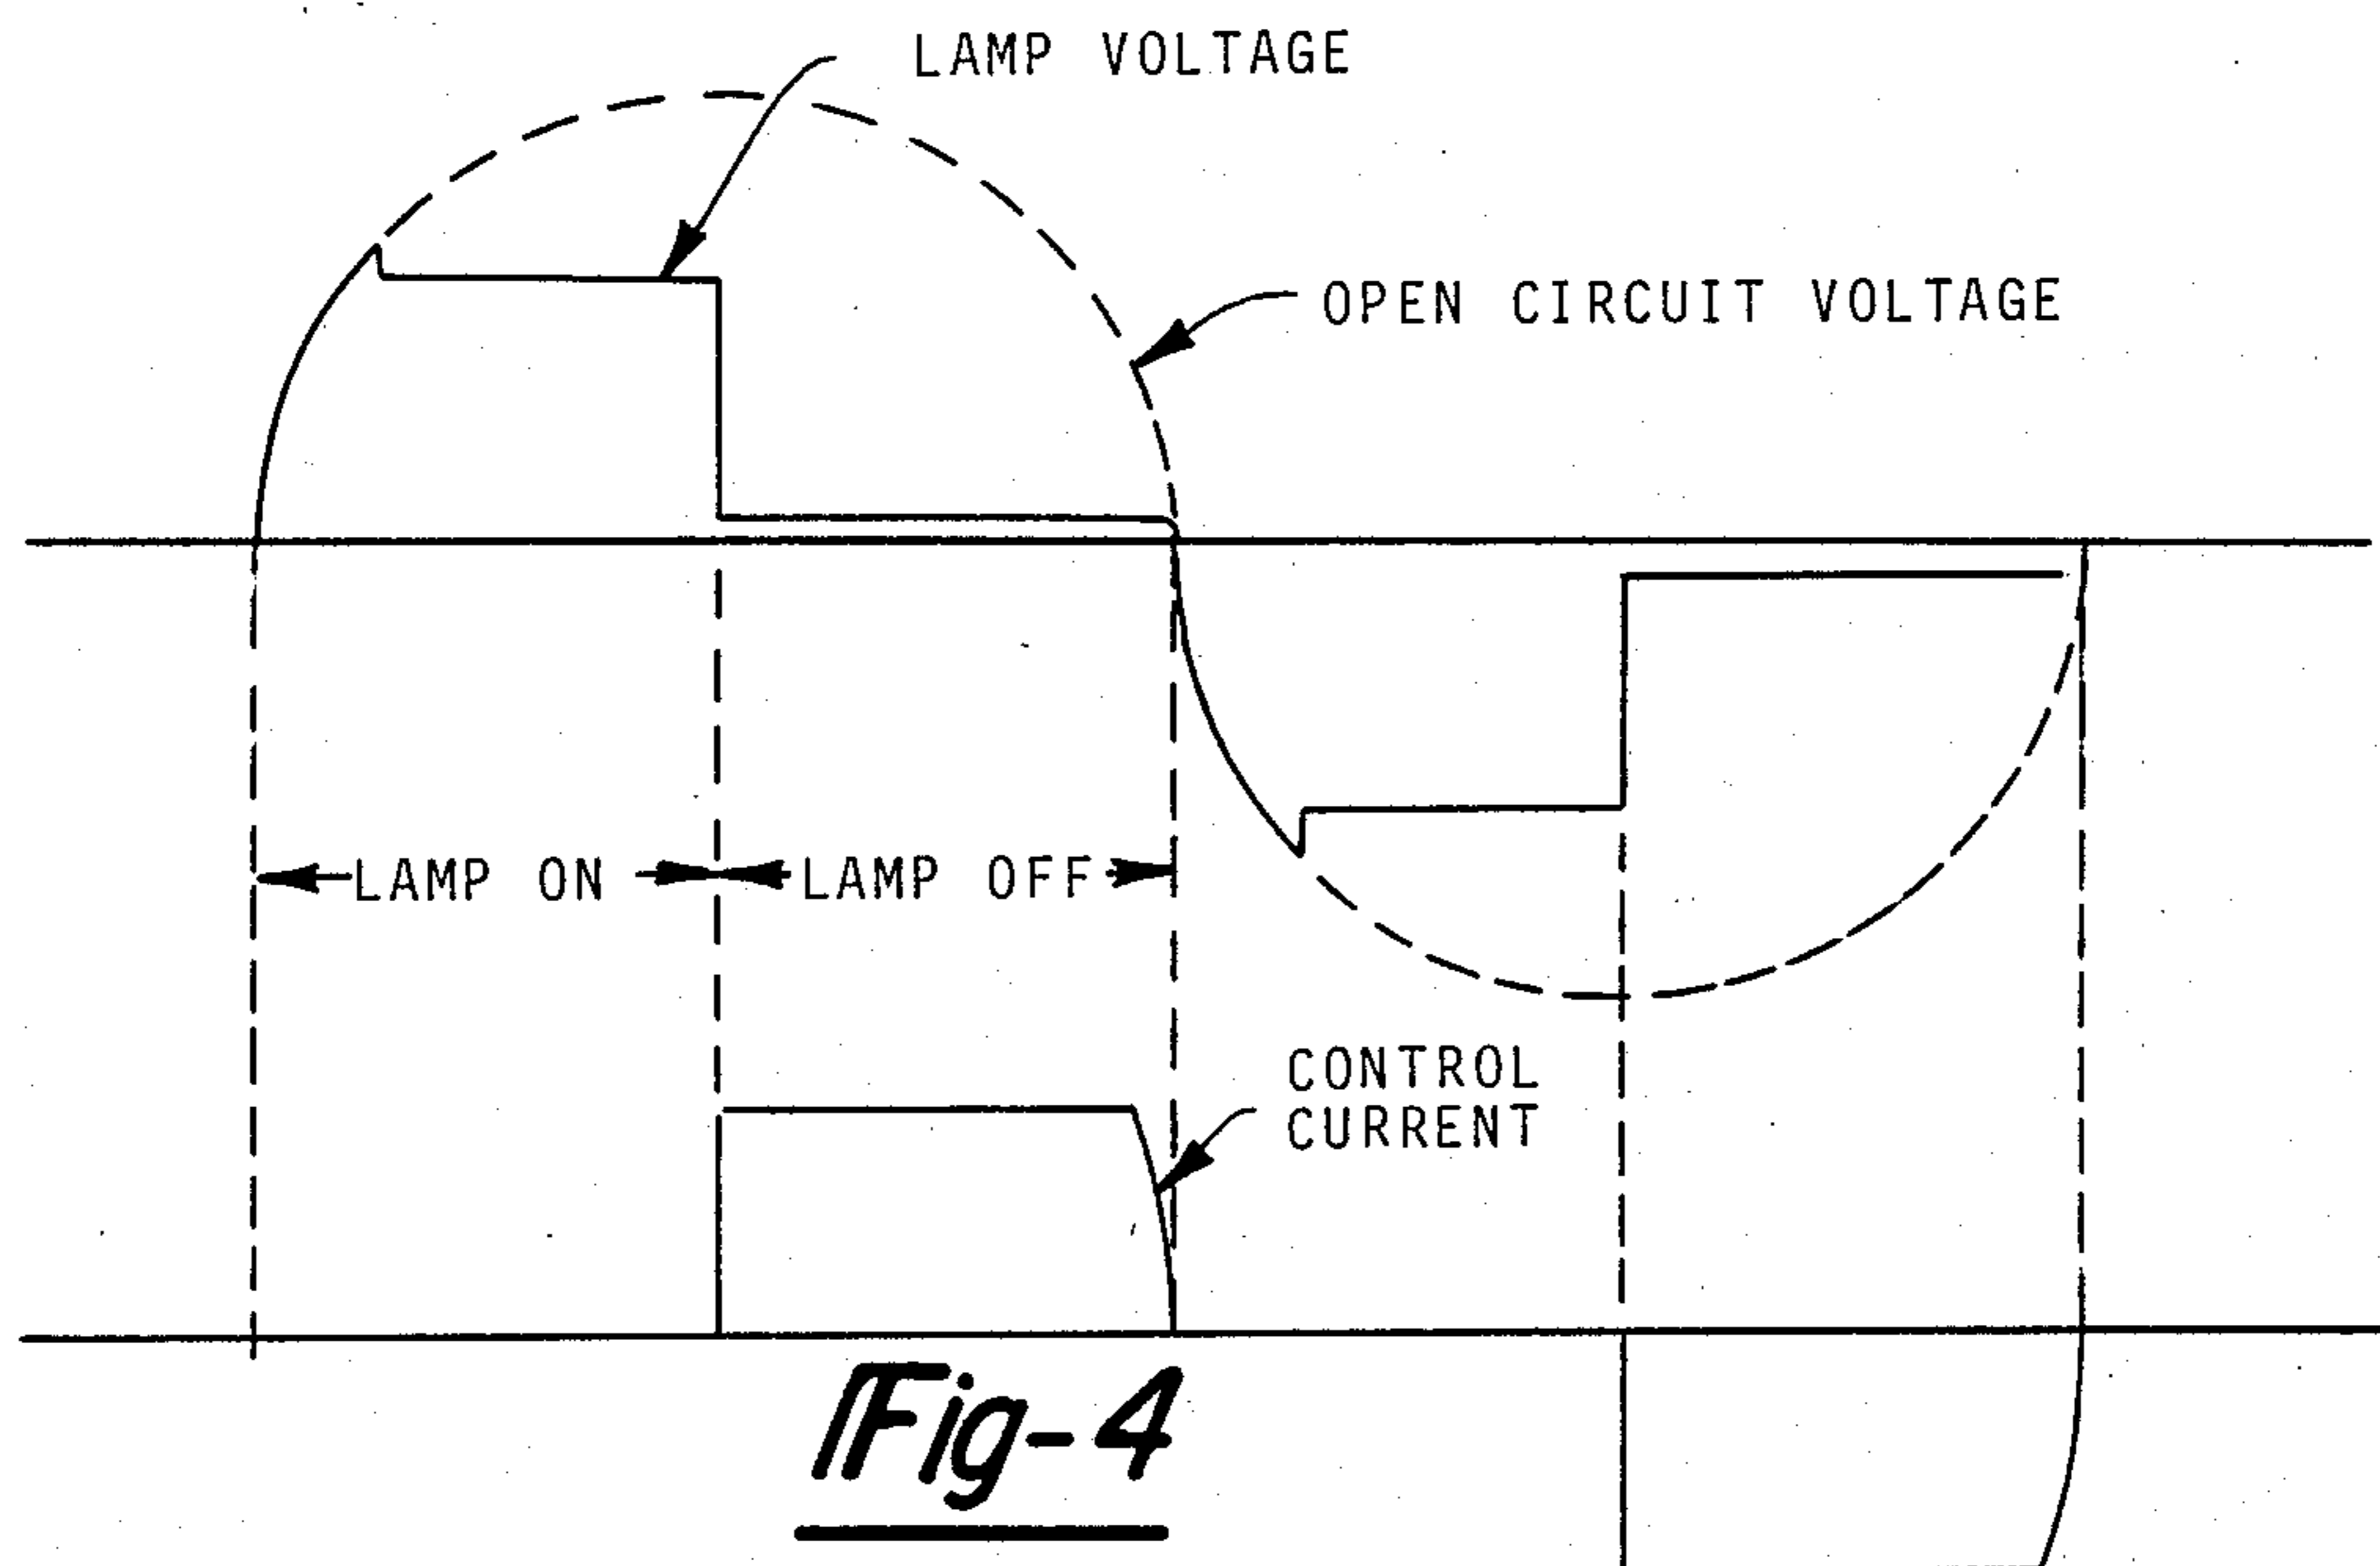 LAMP VOLTAGE
OPEN CIRCUIT VOLTAGE
LAMP ON
LAMP OFF
CONTROL
CURRENT
Fig-4